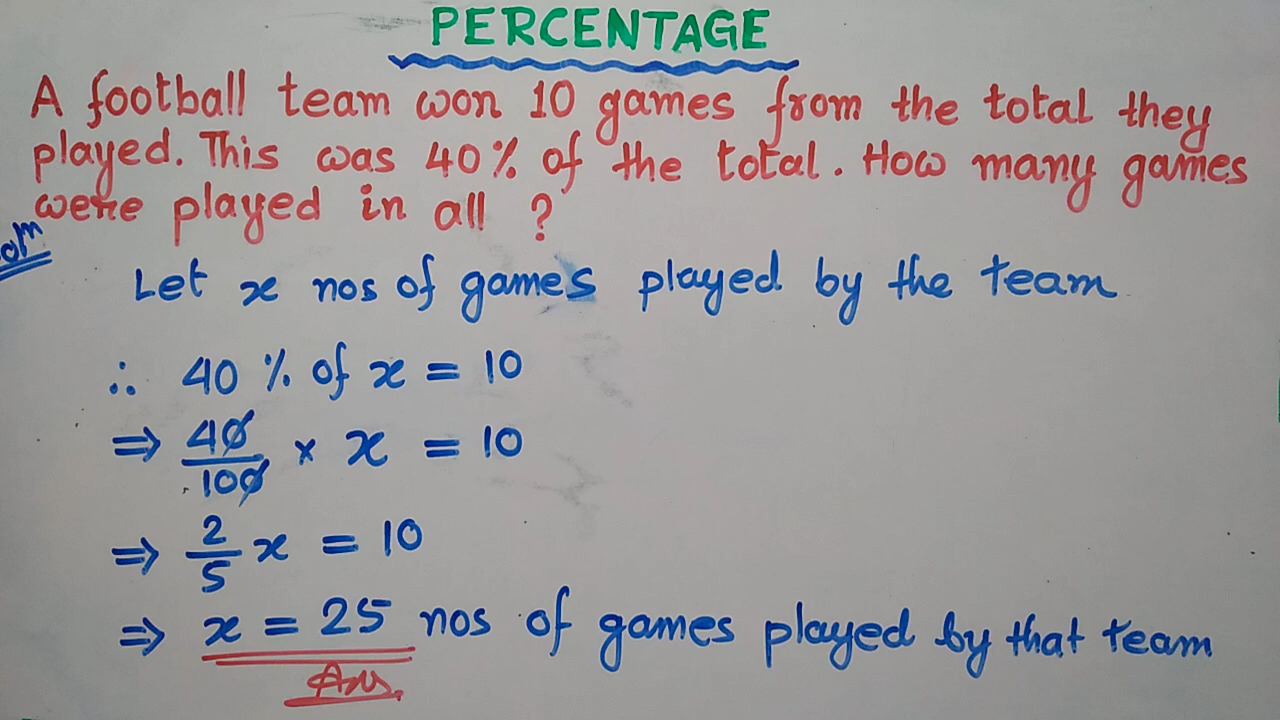 PERCENTAGE
A football team won 10 games from the total they
played. This was 40% of the total. How many games
were played in all ?
Solⁿ
Let x nos of games played by the team
∴ 40 % of x = 10
⇒ 40/100 × x = 10
⇒ 2/5 x = 10
⇒ x = 25 nos of games played by that team
Ans.